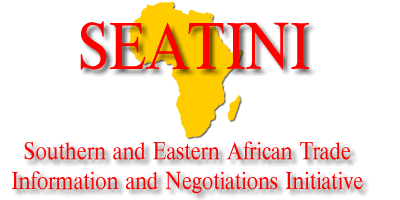 SEATINI
Southern and Eastern African Trade
Information and Negotiations Initiative